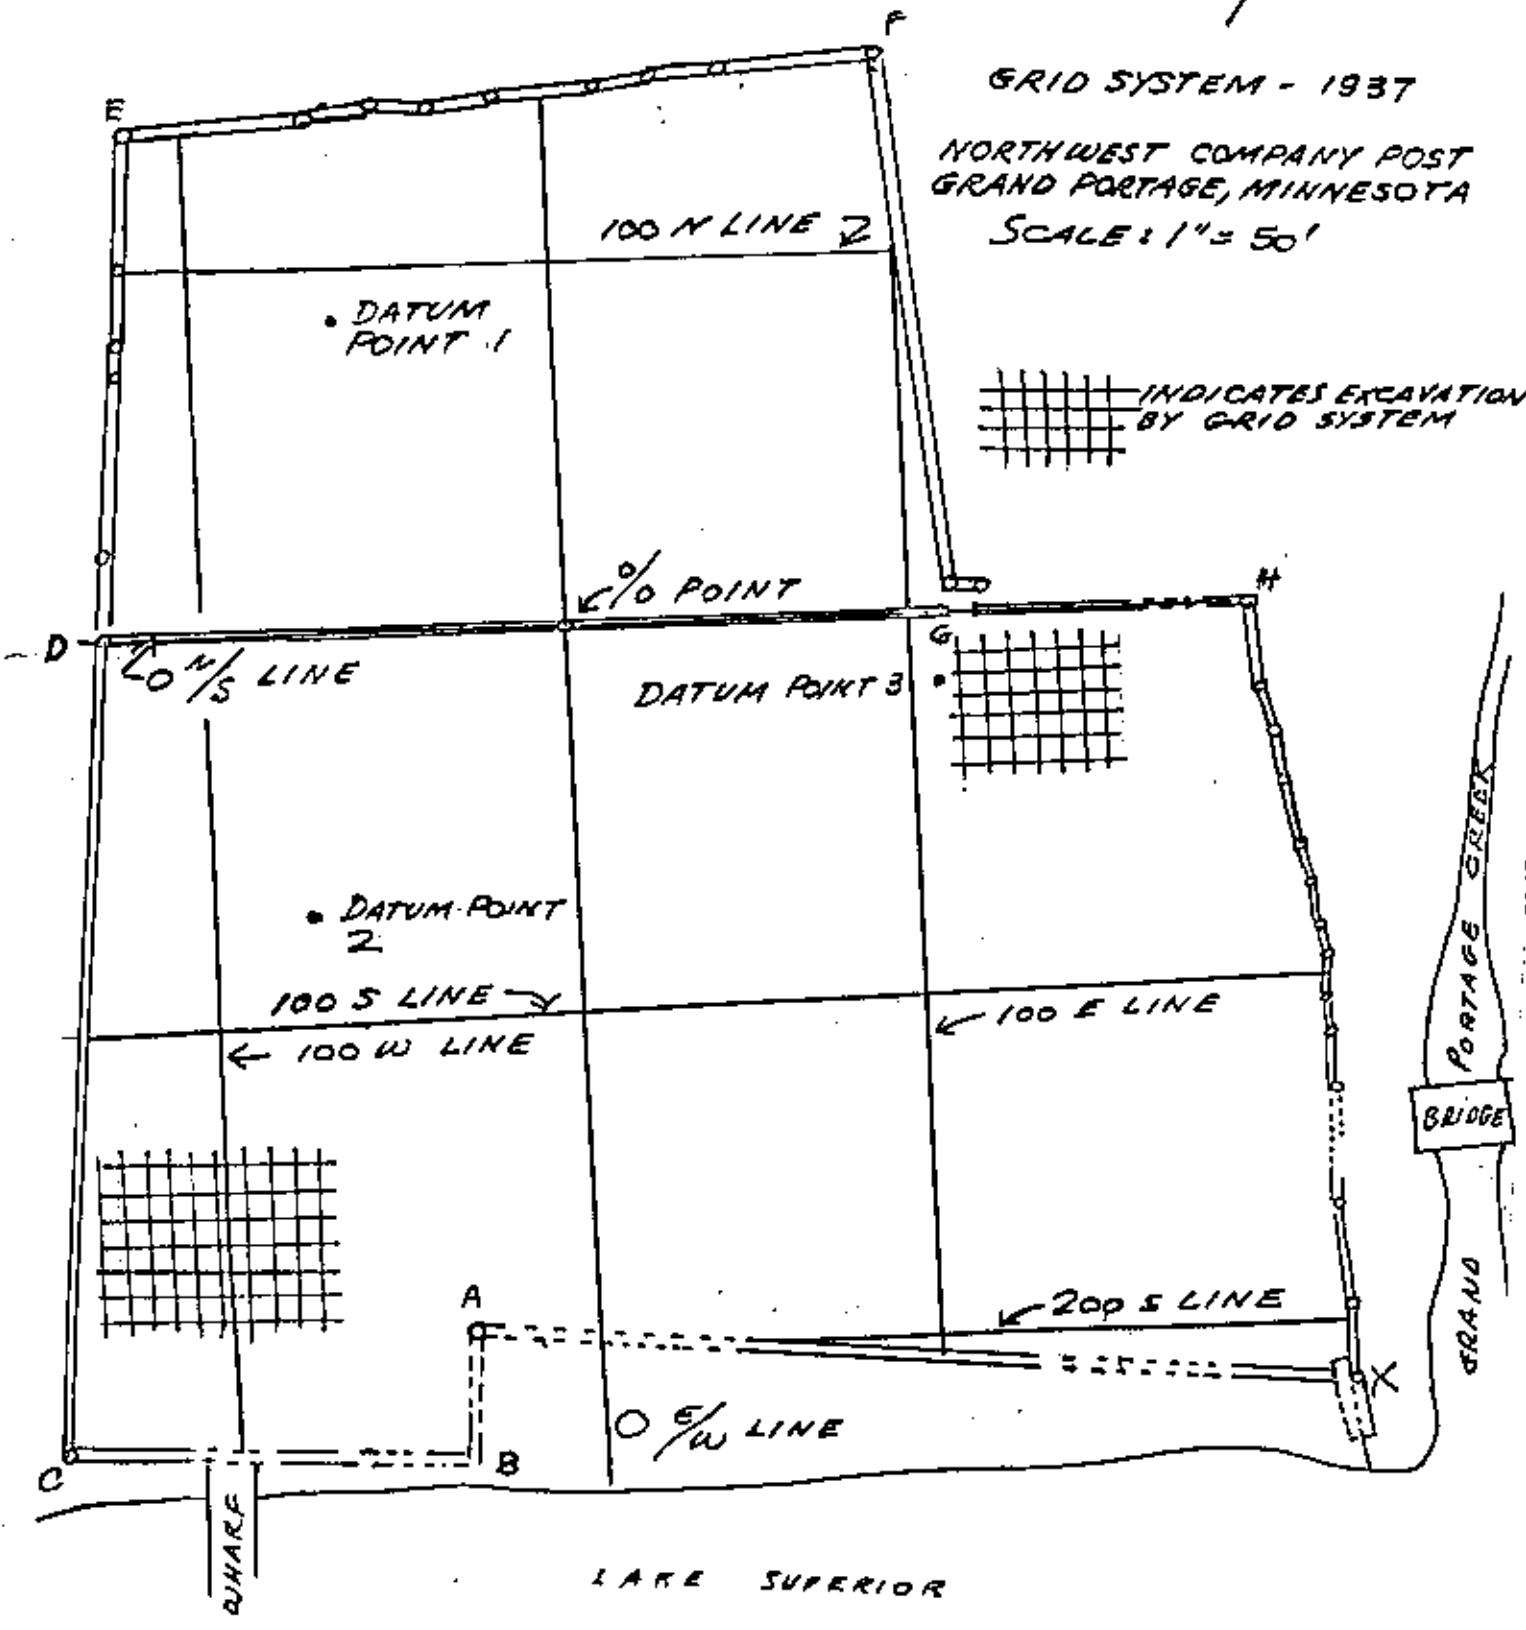 F
GRID SYSTEM - 1937
E
NORTHWEST COMPANY POST
GRAND PORTAGE, MINNESOTA
SCALE: 1" = 50'
100 N LINE
DATUM
POINT 1
INDICATES EXCAVATION
BY GRID SYSTEM
0/0 POINT
H
D
G
0 N/S LINE
DATUM POINT 3
DATUM POINT
2
100 S LINE
100 E LINE
100 W LINE
GRAND PORTAGE CREEK
BRIDGE
A
200 S LINE
X
0 E/W LINE
B
C
WHARF
LAKE SUPERIOR